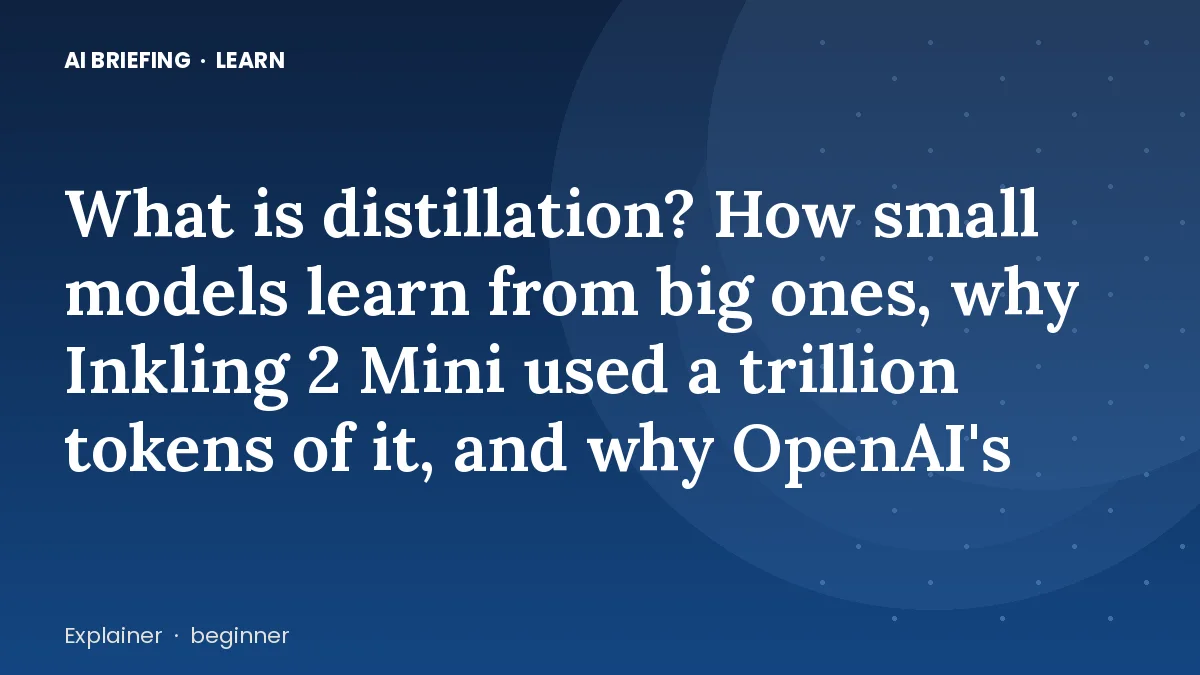 AI BRIEFING · LEARN
What is distillation? How small
models learn from big ones, why
Inkling 2 Mini used a trillion
tokens of it, and why OpenAI's
Explainer · beginner